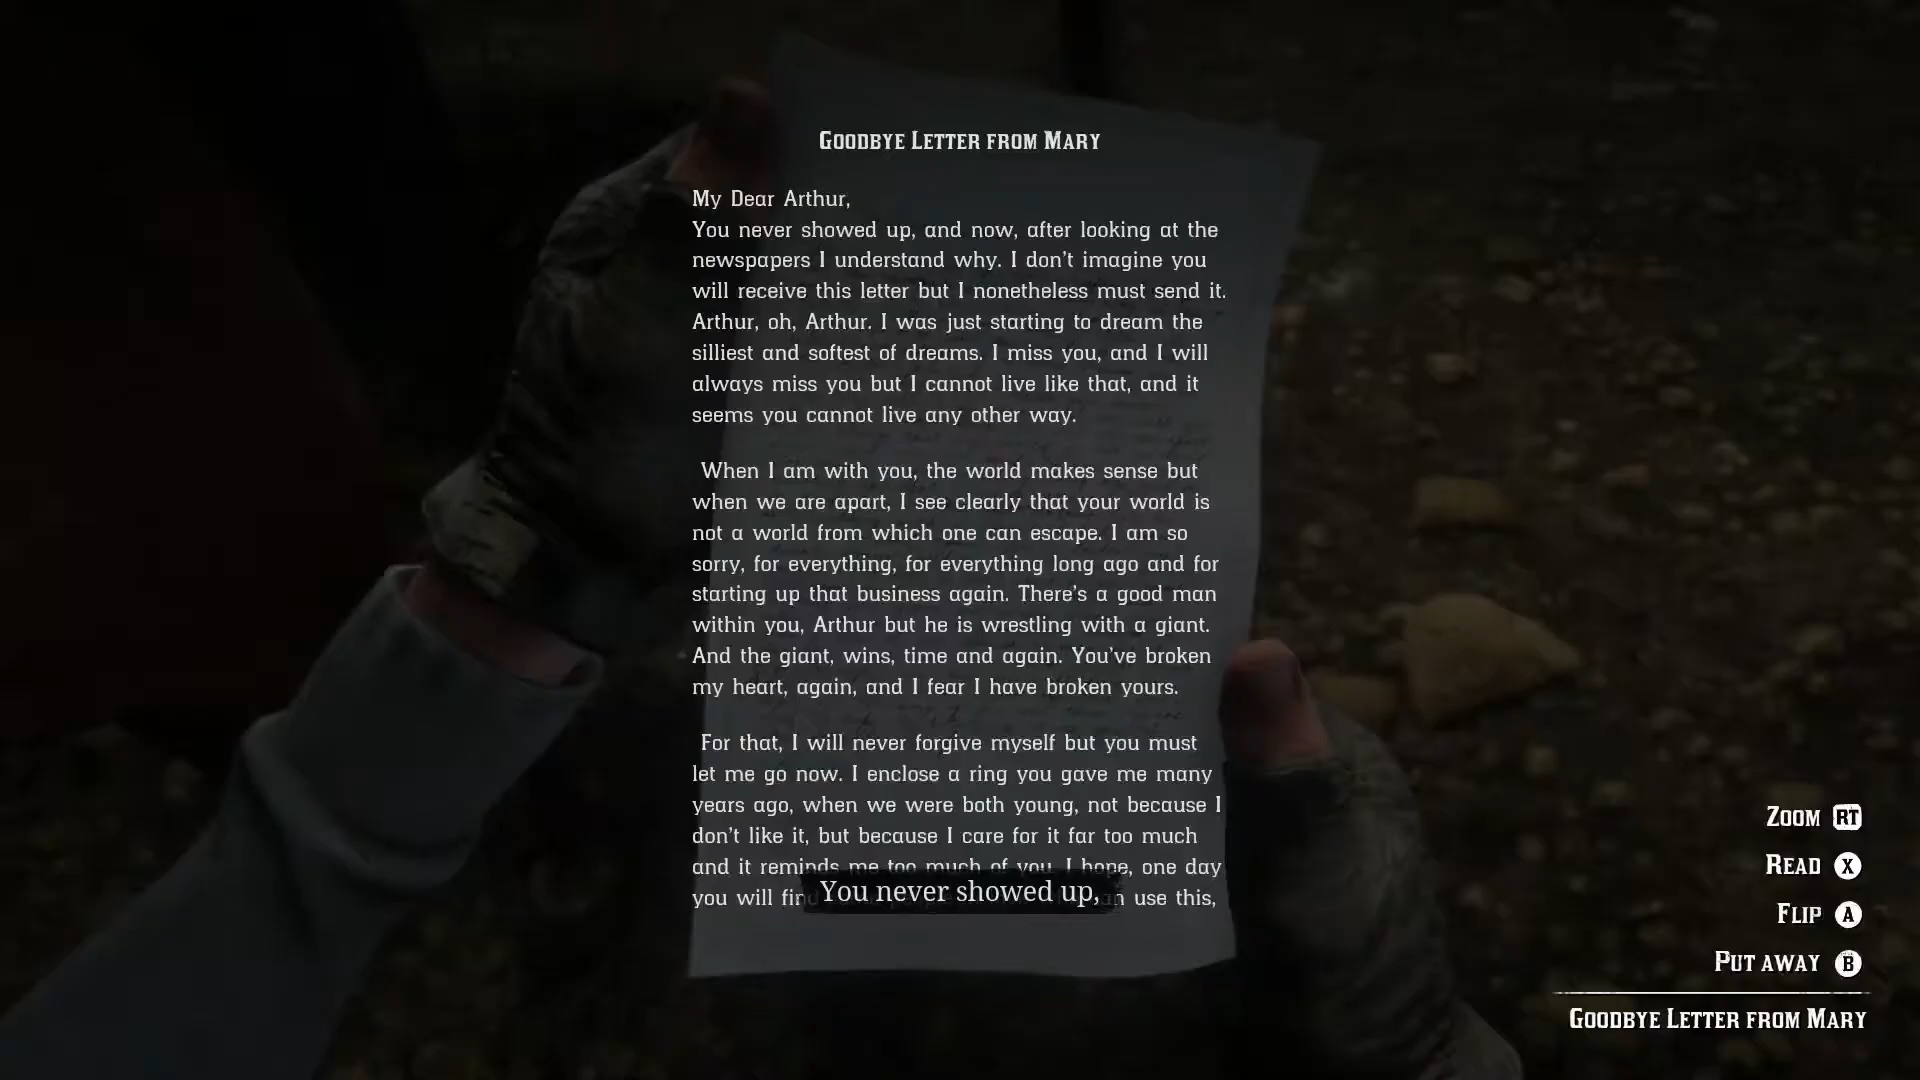 Goodbye Letter from Mary
My Dear Arthur,
You never showed up, and now, after looking at the
newspapers I understand why. I don't imagine you
will receive this letter but I nonetheless must send it.
Arthur, oh, Arthur. I was just starting to dream the
silliest and softest of dreams. I miss you, and I will
always miss you but I cannot live like that, and it
seems you cannot live any other way.
When I am with you, the world makes sense but
when we are apart, I see clearly that your world is
not a world from which one can escape. I am so
sorry, for everything, for everything long ago and for
starting up that business again. There's a good man
within you, Arthur but he is wrestling with a giant.
And the giant, wins, time and again. You've broken
my heart, again, and I fear I have broken yours.
For that, I will never forgive myself but you must
let me go now. I enclose a ring you gave me many
years ago, when we were both young, not because I
don't like it, but because I care for it far too much
and it reminds me too much of you. I hope, one day
you will find use this,
You never showed up,
Zoom RT
Read X
Flip A
Put away B
Goodbye Letter from Mary